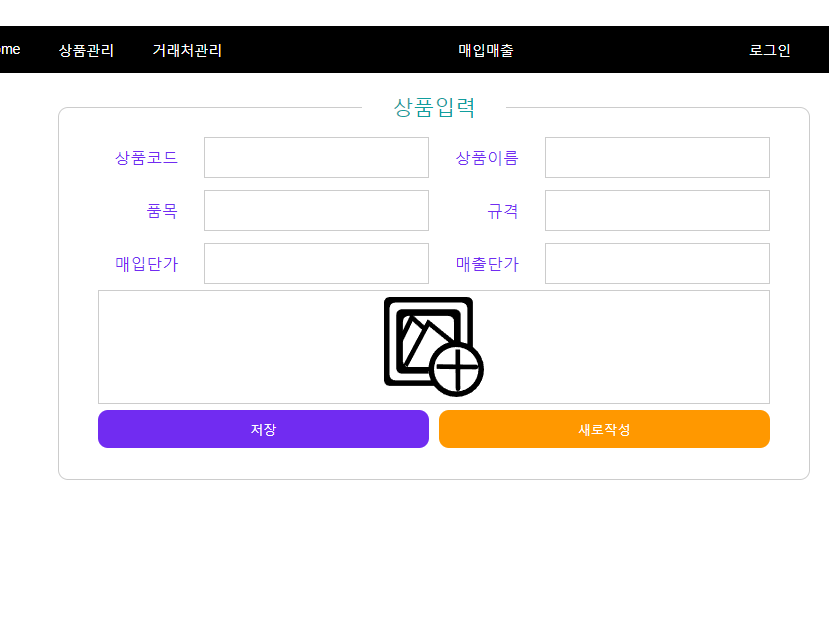 ome 상품관리 거래처관리 매입매출 로그인
상품입력
상품코드 상품이름
품목 규격
매입단가 매출단가
저장 새로작성